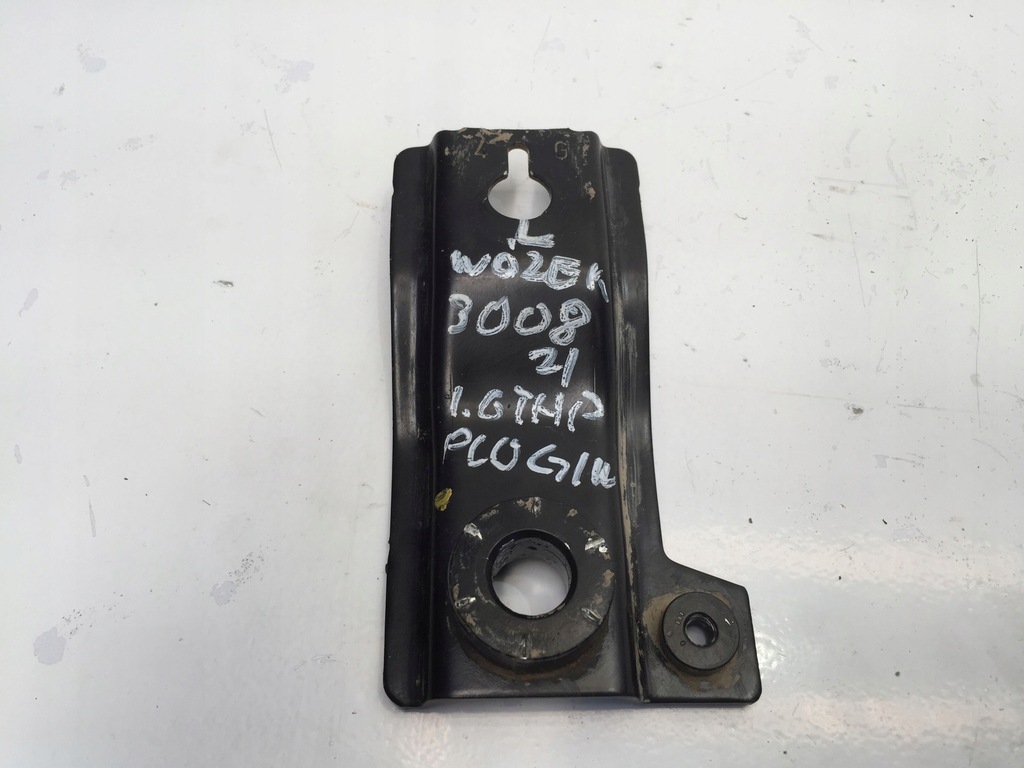 Z G
L
WOZEK
3008
21
1.6THP
PLUGIN